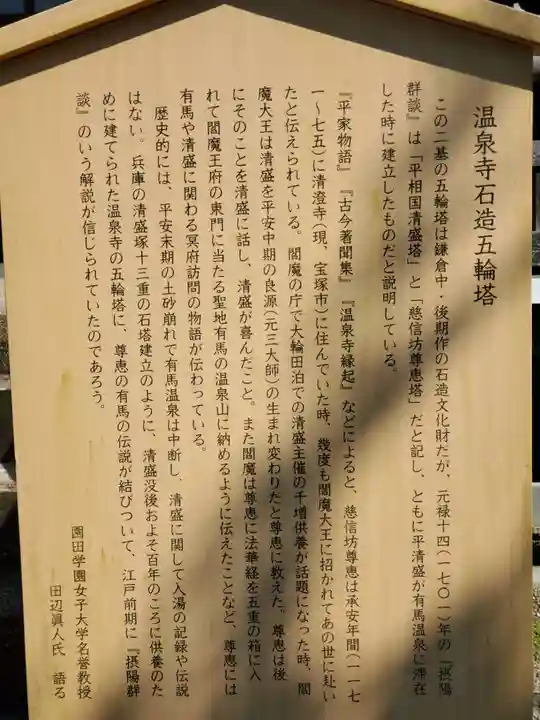 温泉寺石造五輪塔
この二基の五輪塔は鎌倉中・後期作の石造文化財だが、元禄十四(一七〇一)年の『摂陽
群談』は「平相国清盛塔」と「慈信坊尊恵塔」だと記し、ともに平清盛が有馬温泉に滞在
した時に建立したものだと説明している。
『平家物語』『古今著聞集』『温泉寺縁起』などによると、慈信坊尊恵は承安年間(一一七
一〜七五)に清澄寺(現、宝塚市)に住んでいた時、幾度も閻魔大王に招かれてあの世に赴い
たと伝えられている。閻魔の庁で大輪田泊での清盛主催の千増供養が話題になった時、閻
魔大王は清盛を平安中期の良源(元三大師)の生まれ変わりだと尊恵に教えた。尊恵は後
にそのことを清盛に話し、清盛が喜んだこと。また閻魔は尊恵に法華経を五重の箱に入
れて閻魔王府の東門に当たる聖地有馬の温泉山に納めるように伝えたことなど、尊恵には
有馬や清盛に関わる冥府訪問の物語が伝わっている。
歴史的には、平安末期の土砂崩れで有馬温泉は中断し、清盛に関して入湯の記録や伝説
はない。兵庫の清盛塚十三重の石塔建立のように、清盛没後およそ百年のころに供養のた
めに建てられた温泉寺の五輪塔に、尊恵の有馬の伝説が結びついて、江戸前期に『摂陽群
談』のいう解説が信じられていたのであろう。
園田学園女子大学名誉教授
田辺眞人氏 語る